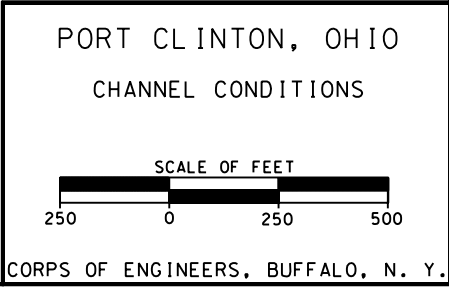 PORT CLINTON, OHIO
CHANNEL CONDITIONS
SCALE OF FEET
250 0 250 500
CORPS OF ENGINEERS, BUFFALO, N. Y.